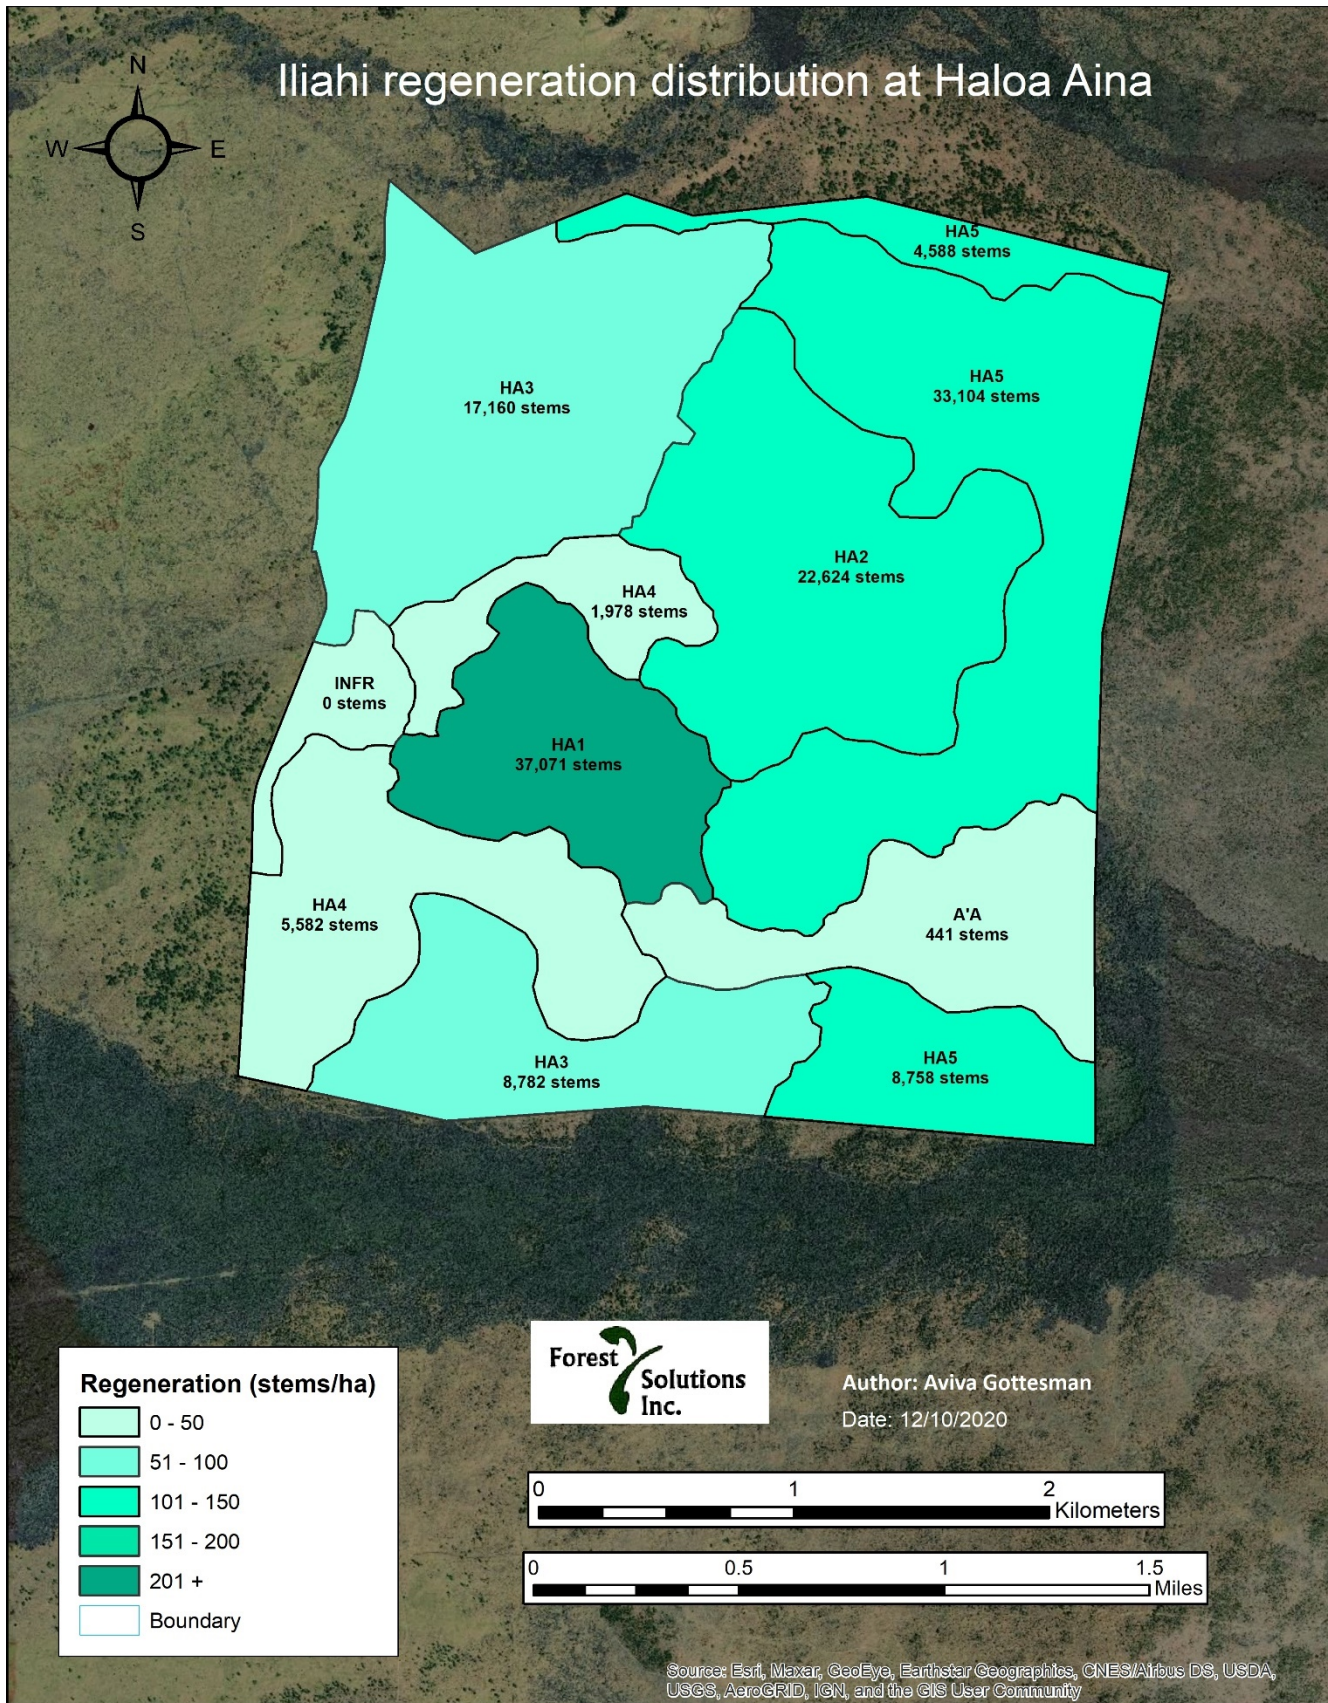 Iliahi regeneration distribution at Haloa Aina
N
W
E
S
HA5
4,588 stems
HA3
17,160 stems
HA5
33,104 stems
HA2
22,624 stems
HA4
1,978 stems
INFR
0 stems
HA1
37,071 stems
HA4
5,582 stems
A'A
441 stems
HA3
8,782 stems
HA5
8,758 stems
Regeneration (stems/ha)
0 - 50
51 - 100
101 - 150
151 - 200
201 +
Boundary
Forest
Solutions
Inc.
Author: Aviva Gottesman
Date: 12/10/2020
0 1 2
Kilometers
0 0.5 1 1.5
Miles
Source: Esri, Maxar, GeoEye, Earthstar Geographics, CNES/Airbus DS, USDA,
USGS, AeroGRID, IGN, and the GIS User Community